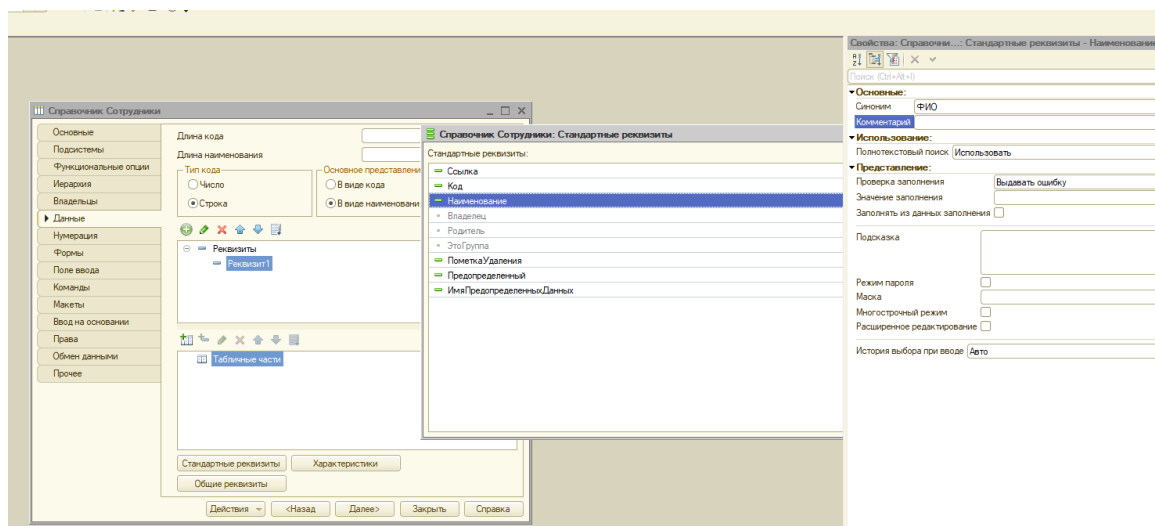 Свойства: Справочни...: Стандартные реквизиты - Наименование
Поиск (Ctrl+Alt+I)
Основные:
Синоним ФИО
Комментарий
Использование:
Полнотекстовый поиск Использовать
Представление:
Проверка заполнения Выдавать ошибку
Значение заполнения
Заполнять из данных заполнения
Подсказка
Режим пароля
Маска
Многострочный режим
Расширенное редактирование
История выбора при вводе Авто
Справочник Сотрудники
Основные
Подсистемы
Функциональные опции
Иерархия
Владельцы
Данные
Нумерация
Формы
Поле ввода
Команды
Макеты
Ввод на основании
Права
Обмен данными
Прочее
Длина кода
Длина наименования
Тип кода
Число
Строка
Основное представлени
В виде кода
В виде наименовани
Реквизиты
Реквизит1
Табличные части
Стандартные реквизиты Характеристики
Общие реквизиты
Действия <Назад Далее> Закрыть Справка
Справочник Сотрудники: Стандартные реквизиты
Стандартные реквизиты:
Ссылка
Код
Наименование
Владелец
Родитель
ЭтоГруппа
ПометкаУдаления
Предопределенный
ИмяПредопределенныхДанных